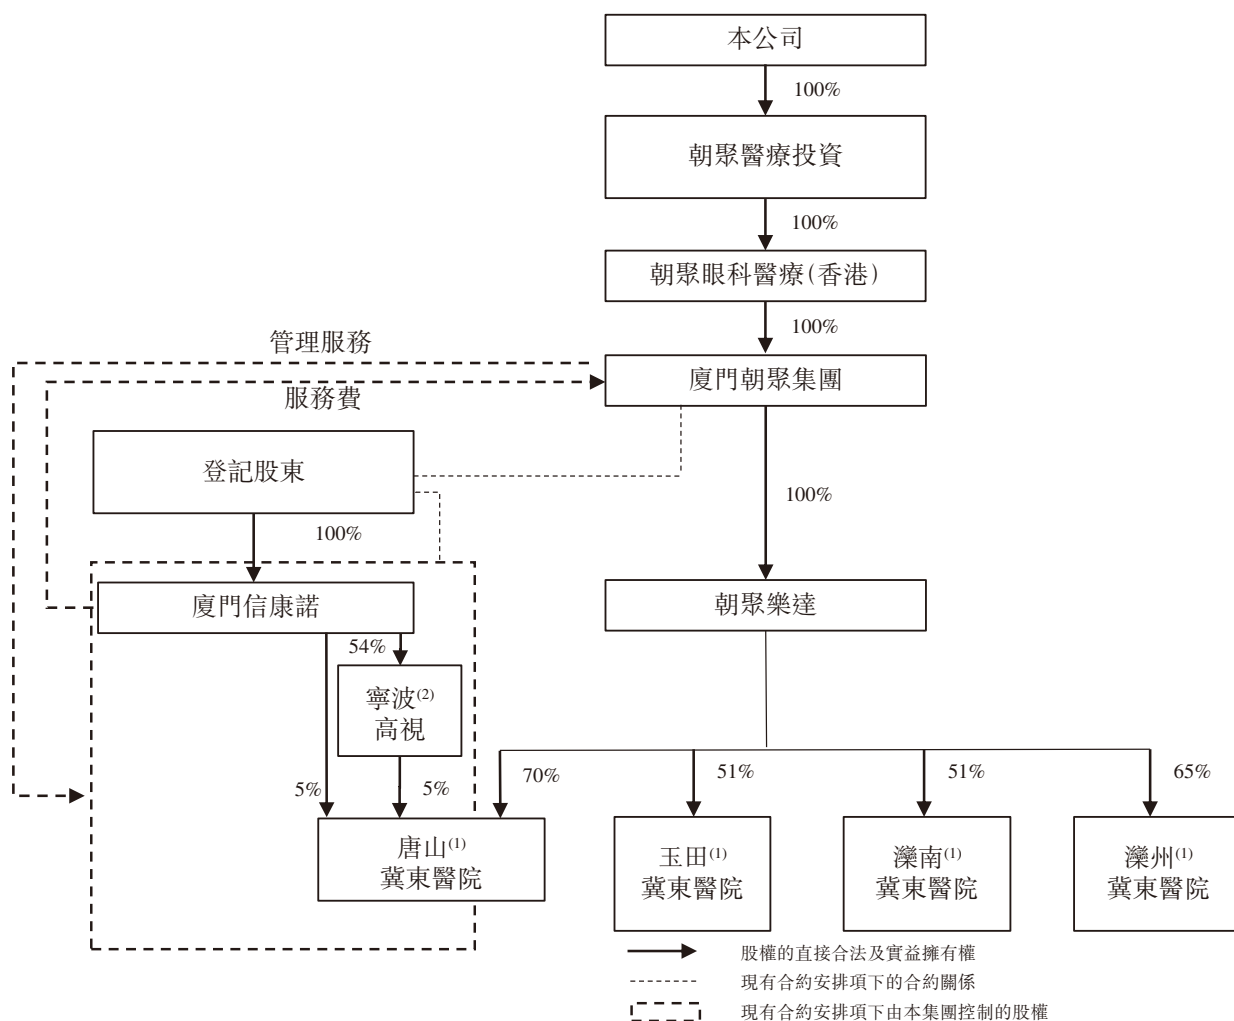 本公司
100%
朝聚醫療投資
100%
朝聚眼科醫療(香港)
100%
管理服務
廈門朝聚集團
服務費
登記股東
100%
100%
廈門信康諾
朝聚樂達
54%
寧波(2)
高視
5%
5%
70%
51%
51%
65%
唐山(1)
冀東醫院
玉田(1)
冀東醫院
灤南(1)
冀東醫院
灤州(1)
冀東醫院
股權的直接合法及實益擁有權
現有合約安排項下的合約關係
現有合約安排項下由本集團控制的股權